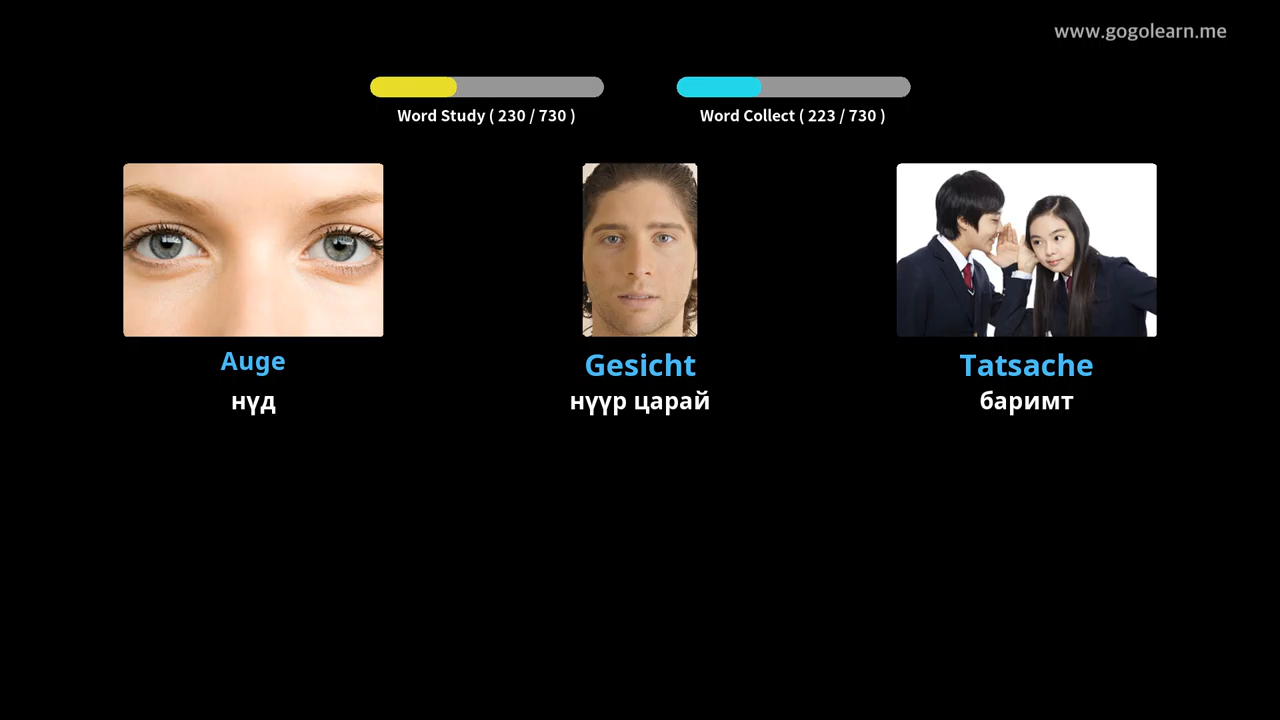 www.gogolearn.me
Word Study ( 230 / 730 )
Word Collect ( 223 / 730 )
Auge
Gesicht
Tatsache
нүд
нүүр царай
баримт